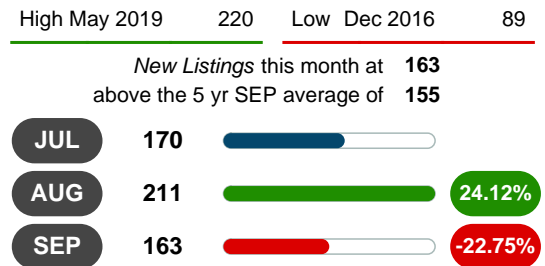 High May 2019 220 Low Dec 2016 89
New Listings this month at 163
above the 5 yr SEP average of 155
JUL 170
AUG 211 24.12%
SEP 163 -22.75%